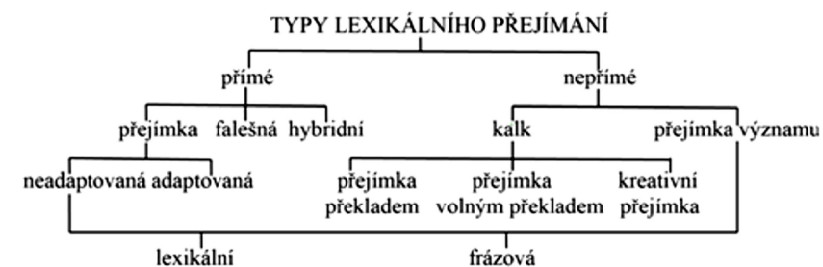 TYPY LEXIKÁLNÍHO PŘEJÍMÁNÍ
přímé nepřímé
přejímka falešná hybridní kalk přejímka významu
neadaptovaná adaptovaná přejímka přejímka kreativní
překladem volným překladem přejímka
lexikální frázová